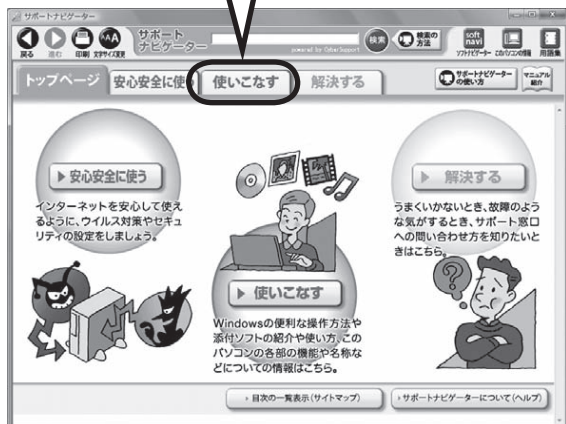 サポートナビゲーター
戻る 進む 印刷 文字サイズ変更
サポート
ナビゲーター
powered by CyberSupport
検索
検索の
方法
soft
navi
ソフトナビゲーター このパソコンの情報 用語集
トップページ 安心安全に使う 使いこなす 解決する
サポートナビゲーター
の使い方
マニュアル
紹介
安心安全に使う
インターネットを安心して使え
るように、ウイルス対策やセキュ
リティの設定をしましょう。
解決する
うまくいかないとき、故障のよう
な気がするとき、サポート窓口
への問い合わせ方を知りたいと
きはこちら。
使いこなす
Windowsの便利な操作方法や
添付ソフトの紹介や使い方、この
パソコンの各部の機能や名称な
どについての情報はこちら。
目次の一覧表示(サイトマップ)
サポートナビゲーターについて(ヘルプ)